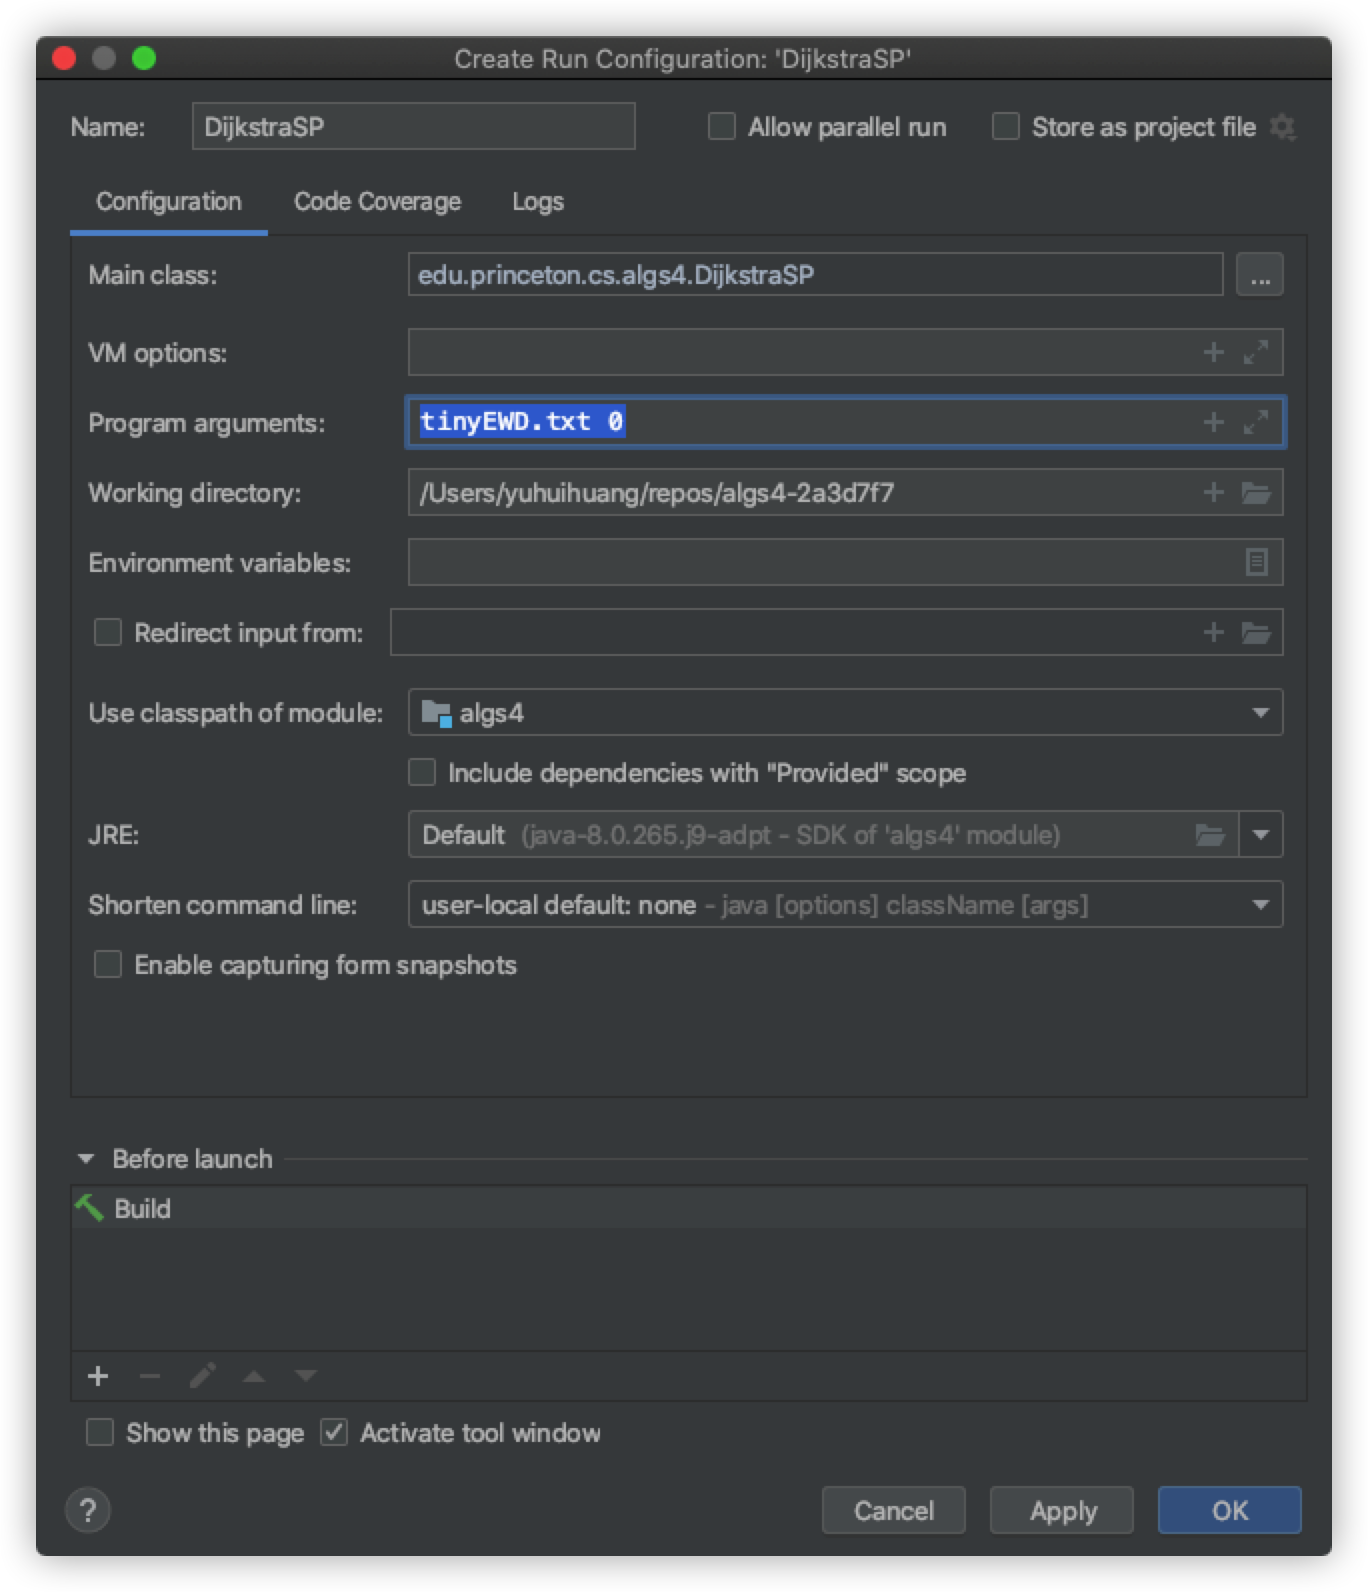 Create Run Configuration: 'DijkstraSP'
Name: DijkstraSP Allow parallel run Store as project file
Configuration Code Coverage Logs
Main class: edu.princeton.cs.algs4.DijkstraSP ...
VM options:
Program arguments: tinyEWD.txt 0
Working directory: /Users/yuhuihuang/repos/algs4-2a3d7f7
Environment variables:
Redirect input from:
Use classpath of module: algs4
Include dependencies with "Provided" scope
JRE: Default (java-8.0.265.j9-adpt - SDK of 'algs4' module)
Shorten command line: user-local default: none - java [options] className [args]
Enable capturing form snapshots
Before launch
Build
Show this page Activate tool window
? Cancel Apply OK